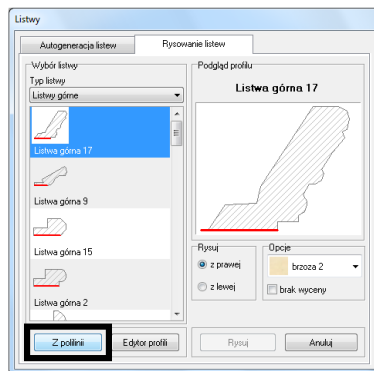 Listwy
Autogeneracja listew
Rysowanie listew
Wybór listwy
Typ listwy
Listwy górne
Listwa górna 17
Listwa górna 9
Listwa górna 15
Listwa górna 2
Z polilinii
Edytor profili
Podgląd profilu
Listwa górna 17
Rysuj
z prawej
z lewej
Opcje
brzoza 2
brak wyceny
Rysuj
Anuluj